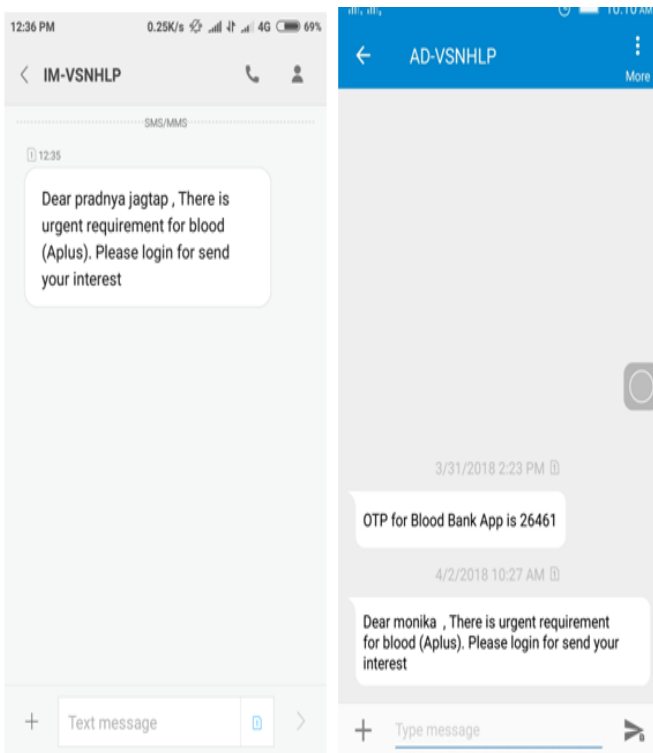 12:36 PM
0.25K/s
4G
69%
IM-VSNHLP
SMS/MMS
12:35
Dear pradnya jagtap , There is
urgent requirement for blood
(Aplus). Please login for send
your interest
Text message
10:10 AM
AD-VSNHLP
More
3/31/2018 2:23 PM
OTP for Blood Bank App is 26461
4/2/2018 10:27 AM
Dear monika , There is urgent requirement
for blood (Aplus). Please login for send your
interest
Type message